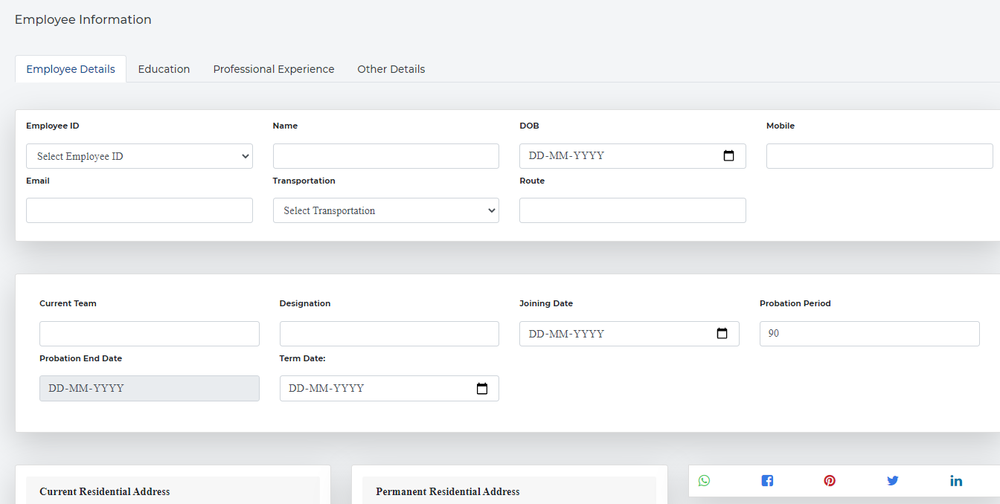 Employee Information
Employee Details Education Professional Experience Other Details
Employee ID Name DOB Mobile
Select Employee ID DD-MM-YYYY
Email Transportation Route
Select Transportation
Current Team Designation Joining Date Probation Period
DD-MM-YYYY 90
Probation End Date Term Date:
DD-MM-YYYY DD-MM-YYYY
Current Residential Address Permanent Residential Address